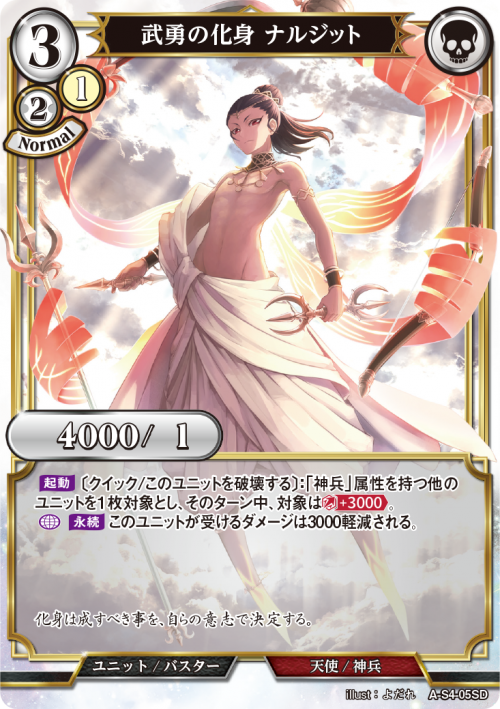 3
武勇の化身 ナルジット
2
1
Normal
4000/ 1
起動 〔クイック/このユニットを破壊する〕:「神兵」属性を持つ他の
ユニットを1枚対象とし、そのターン中、対象は+3000。
永続 このユニットが受けるダメージは3000軽減される。
化身は成すべき事を、自らの意志で決定する。
ユニット/バスター
天使/神兵
illust:よだれ A-S4-05SD